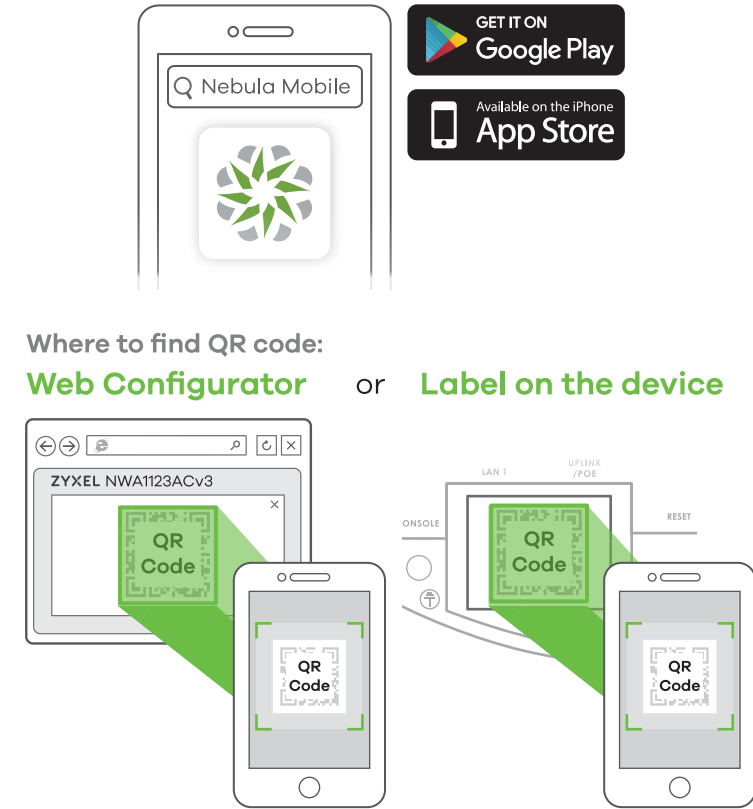 GET IT ON
Google Play
Nebula Mobile
Available on the iPhone
App Store
Where to find QR code:
Web Configurator or Label on the device
ZYXEL NWA1123ACv3
LAN 1
UPLINK
/POE
ONSOLE
RESET
QR
Code
QR
Code
QR
Code
QR
Code